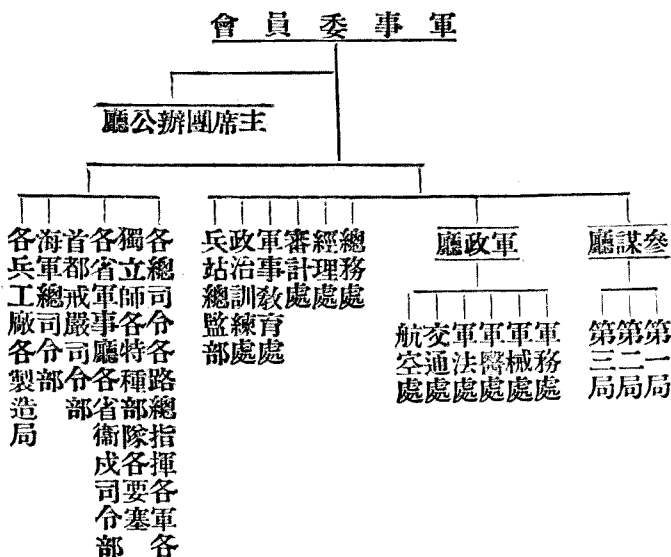 軍事委員會
主席團辦公廳
參謀廳
第一局
第二局
第三局
軍政廳
軍務處
軍械處
軍醫處
軍法處
交通處
航空處
總務處
經理處
審計處
軍事教育處
政治訓練處
兵站總監部
各總司令各路總指揮各軍各
獨立師各特種部隊各要塞
各省軍事廳各省衞戍司令部
首都戒嚴司令部
海軍總司令部
各兵工廠各製造局